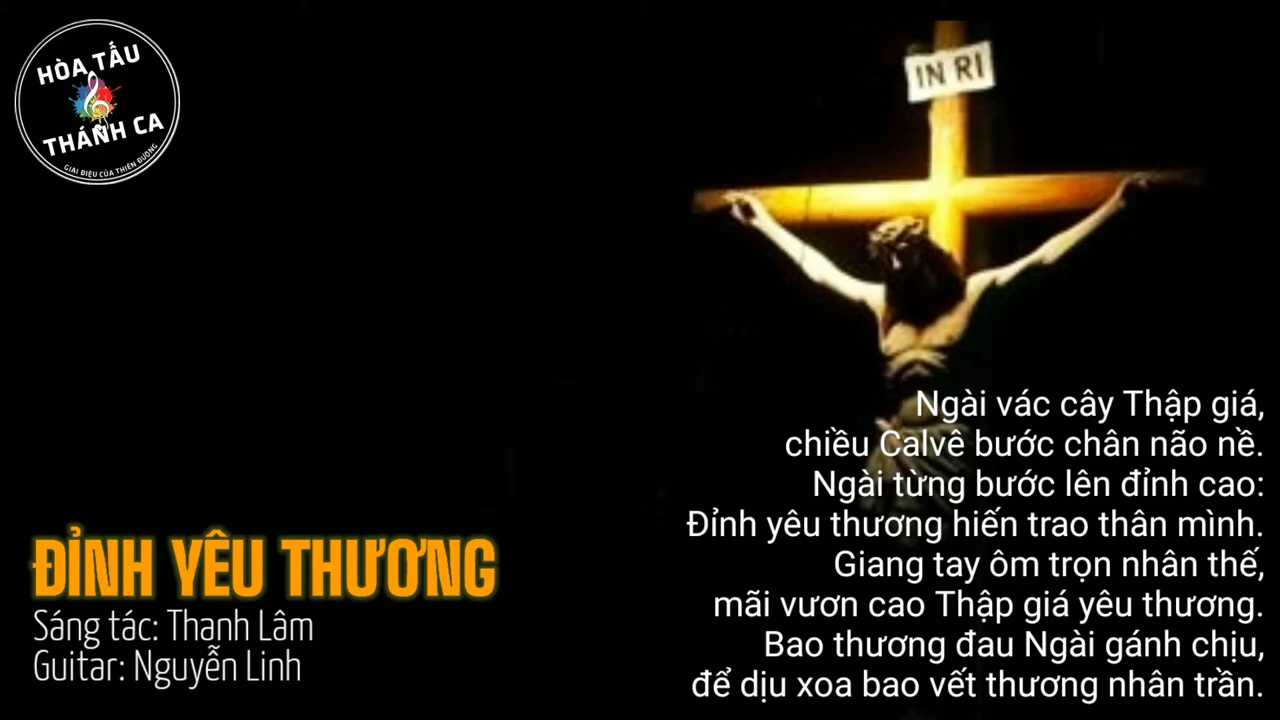 HÒA TẤU
THÁNH CA
GIAI ĐIỆU CỦA THIÊN ĐƯỜNG
IN RI
Ngài vác cây Thập giá,
chiều Calvê bước chân não nề.
Ngài từng bước lên đỉnh cao:
Đỉnh yêu thương hiến trao thân mình.
Giang tay ôm trọn nhân thế,
mãi vươn cao Thập giá yêu thương.
Bao thương đau Ngài gánh chịu,
để dịu xoa bao vết thương nhân trần.
ĐỈNH YÊU THƯƠNG
Sáng tác: Thanh Lâm
Guitar: Nguyễn Linh